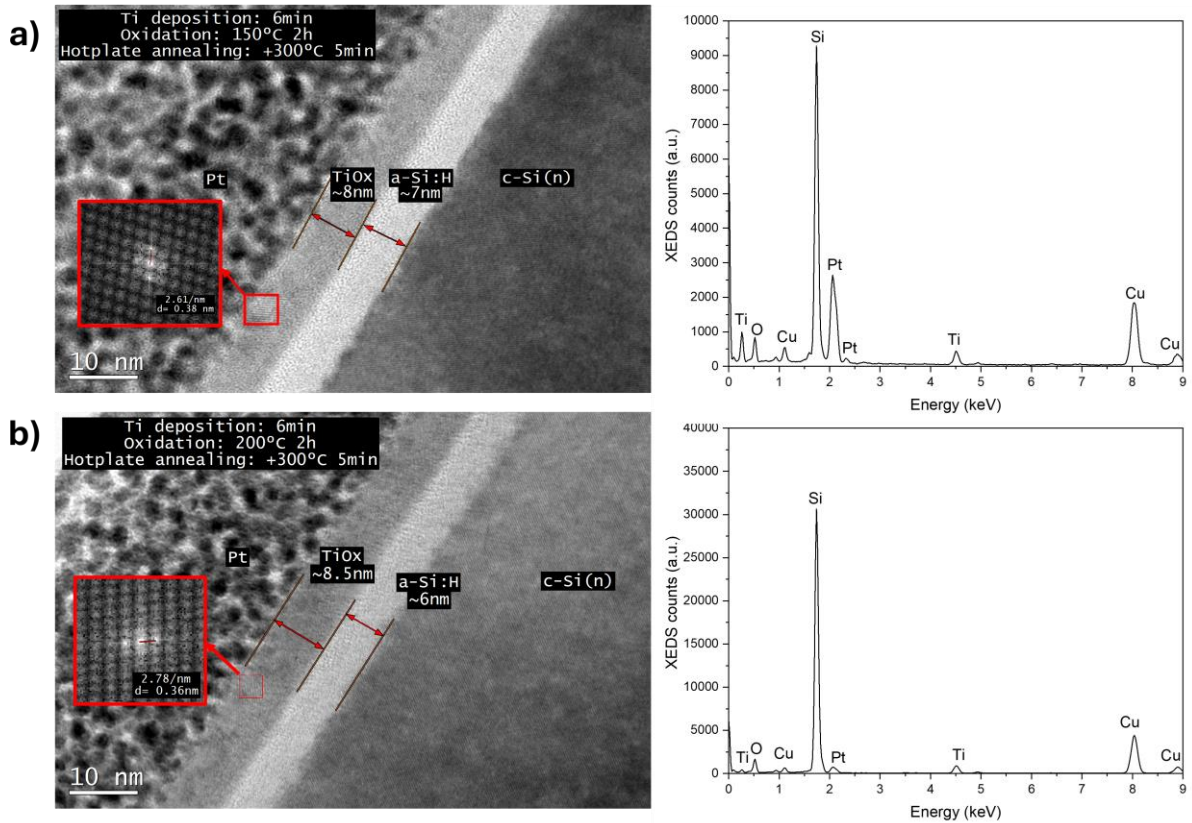 a)
Ti deposition: 6min
Oxidation: 150ºC 2h
Hotplate annealing: +300ºC 5min
Pt
TiOx
~8nm
a-Si:H
~7nm
c-Si(n)
2.61/nm
d= 0.38 nm
10 nm
XEDS counts (a.u.)
10000
9000
8000
7000
6000
5000
4000
3000
2000
1000
0
Si
Pt
Pt
Ti
O
Cu
Ti
Cu
Cu
0 1 2 3 4 5 6 7 8 9
Energy (keV)
b)
Ti deposition: 6min
Oxidation: 200ºC 2h
Hotplate annealing: +300ºC 5min
Pt
TiOx
~8.5nm
a-Si:H
~6nm
c-Si(n)
2.78/nm
d= 0.36nm
10 nm
XEDS counts (a.u.)
40000
35000
30000
25000
20000
15000
10000
5000
0
Si
Ti
O
Cu
Pt
Ti
Cu
Cu
0 1 2 3 4 5 6 7 8 9
Energy (keV)